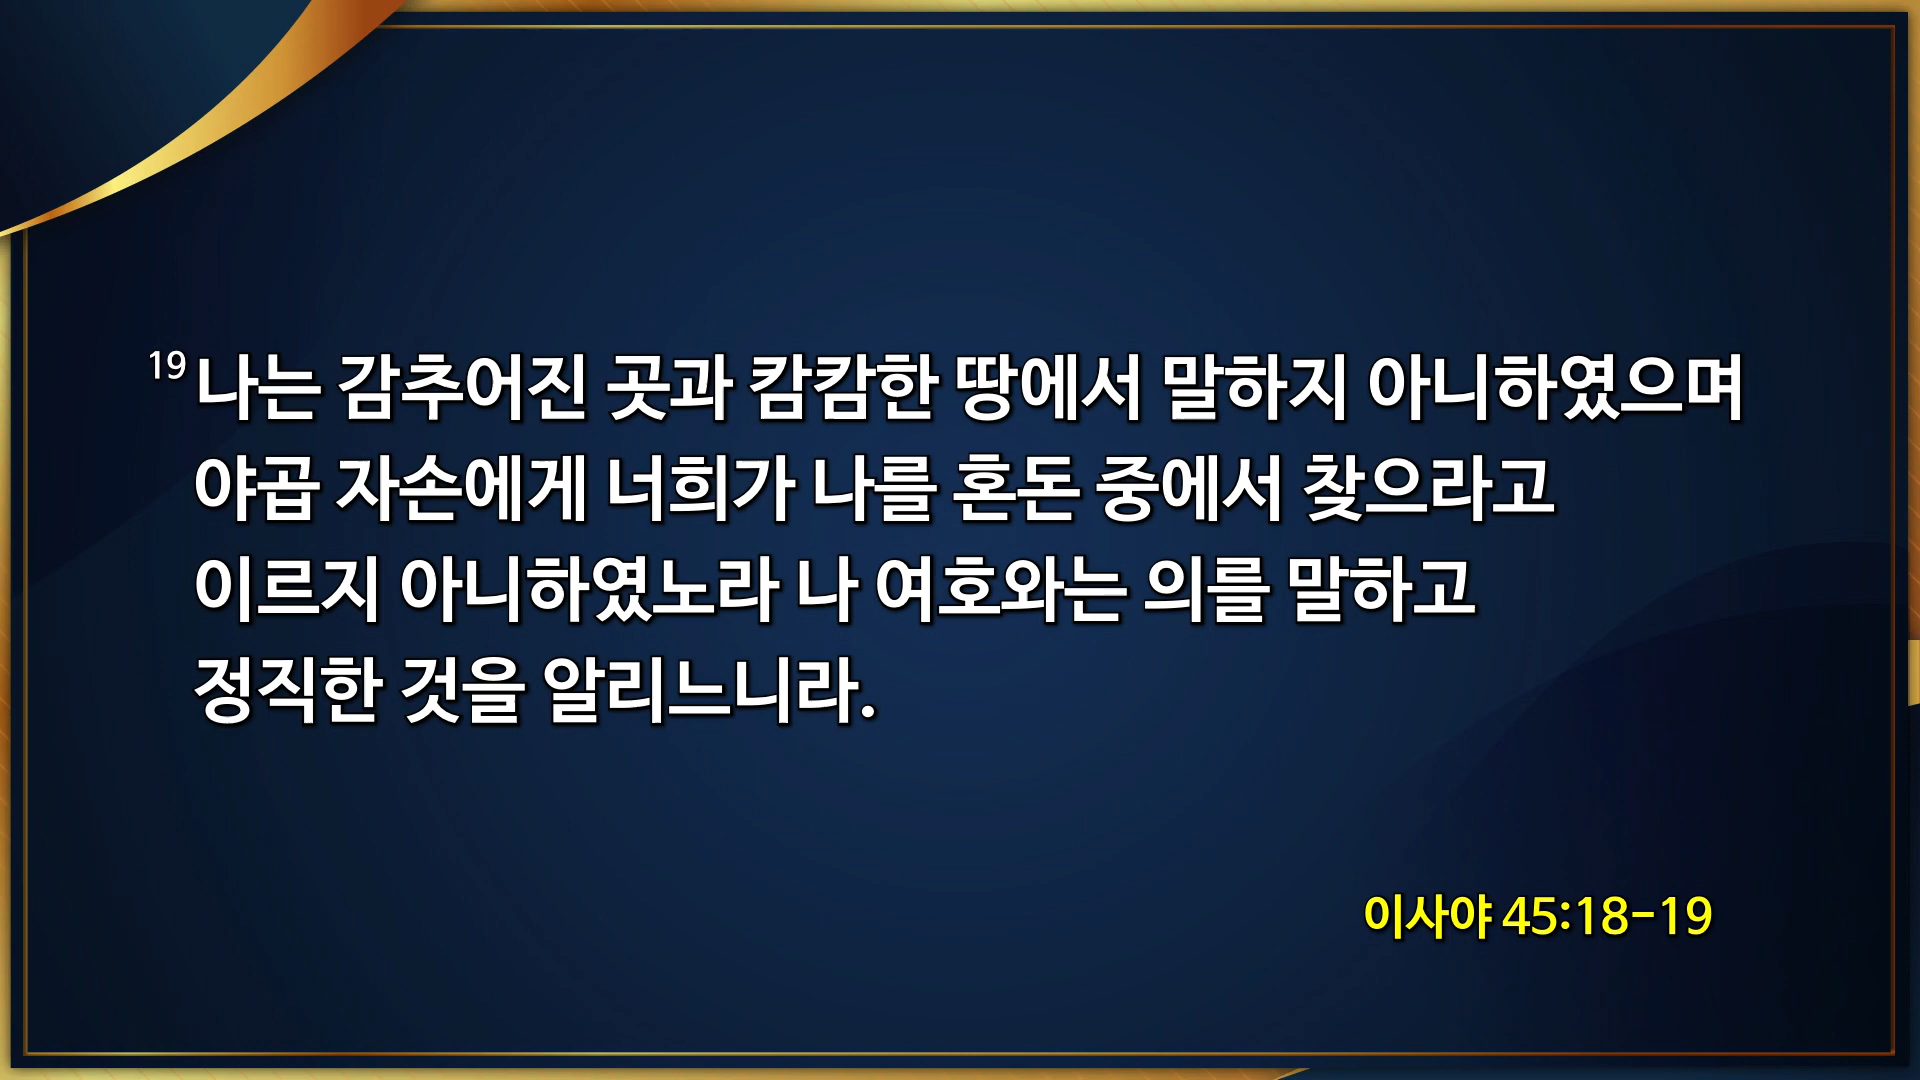 19 나는 감추어진 곳과 캄캄한 땅에서 말하지 아니하였으며
야곱 자손에게 너희가 나를 혼돈 중에서 찾으라고
이르지 아니하였노라 나 여호와는 의를 말하고
정직한 것을 알리느니라.
이사야 45:18-19